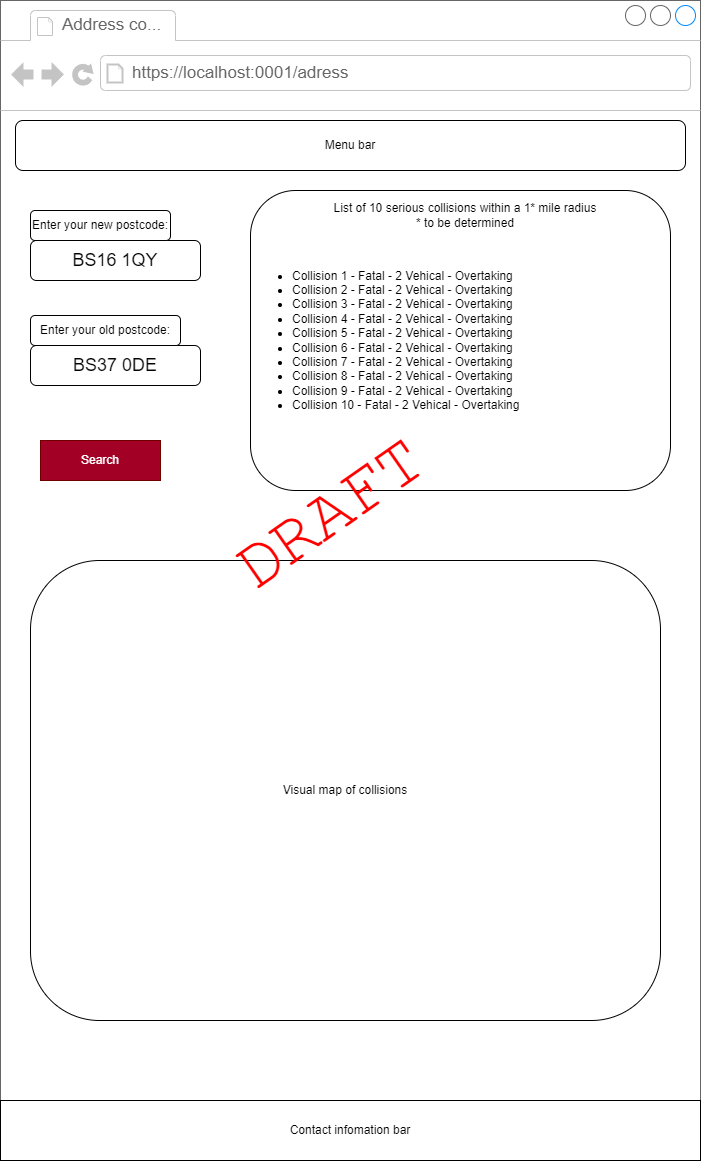 Address co...
https://localhost:0001/adress
Menu bar
Enter your new postcode:
BS16 1QY
Enter your old postcode:
BS37 0DE
Search
List of 10 serious collisions within a 1* mile radius
* to be determined
Collision 1 - Fatal - 2 Vehical - Overtaking
Collision 2 - Fatal - 2 Vehical - Overtaking
Collision 3 - Fatal - 2 Vehical - Overtaking
Collision 4 - Fatal - 2 Vehical - Overtaking
Collision 5 - Fatal - 2 Vehical - Overtaking
Collision 6 - Fatal - 2 Vehical - Overtaking
Collision 7 - Fatal - 2 Vehical - Overtaking
Collision 8 - Fatal - 2 Vehical - Overtaking
Collision 9 - Fatal - 2 Vehical - Overtaking
Collision 10 - Fatal - 2 Vehical - Overtaking
DRAFT
Visual map of collisions
Contact infomation bar